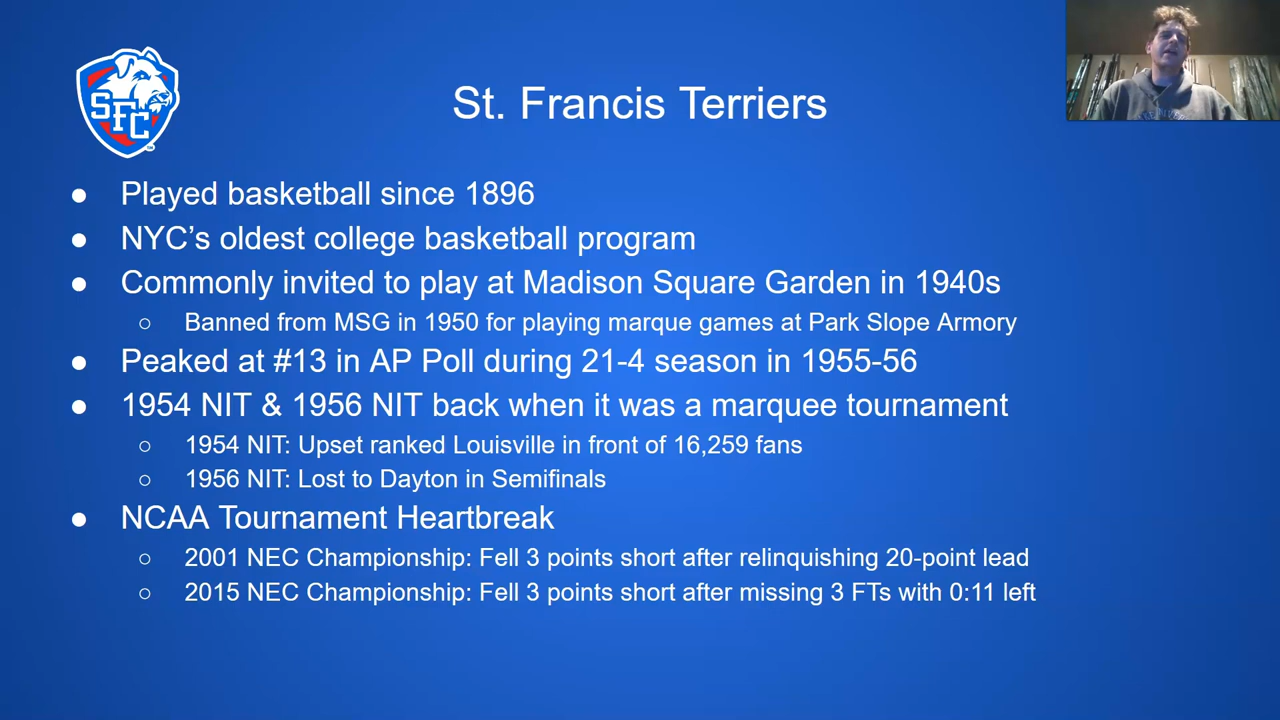 SFC
St. Francis Terriers
● Played basketball since 1896
● NYC’s oldest college basketball program
● Commonly invited to play at Madison Square Garden in 1940s
○ Banned from MSG in 1950 for playing marque games at Park Slope Armory
● Peaked at #13 in AP Poll during 21-4 season in 1955-56
● 1954 NIT & 1956 NIT back when it was a marquee tournament
○ 1954 NIT: Upset ranked Louisville in front of 16,259 fans
○ 1956 NIT: Lost to Dayton in Semifinals
● NCAA Tournament Heartbreak
○ 2001 NEC Championship: Fell 3 points short after relinquishing 20-point lead
○ 2015 NEC Championship: Fell 3 points short after missing 3 FTs with 0:11 left